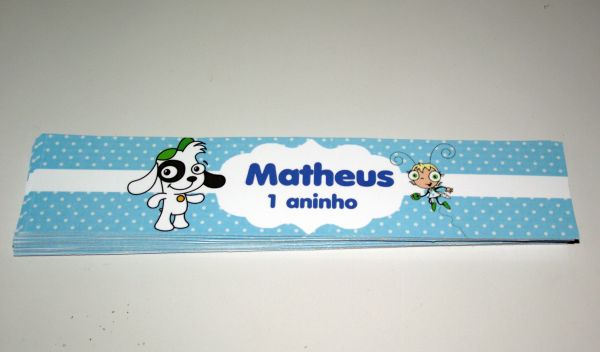 Matheus
1 aninho